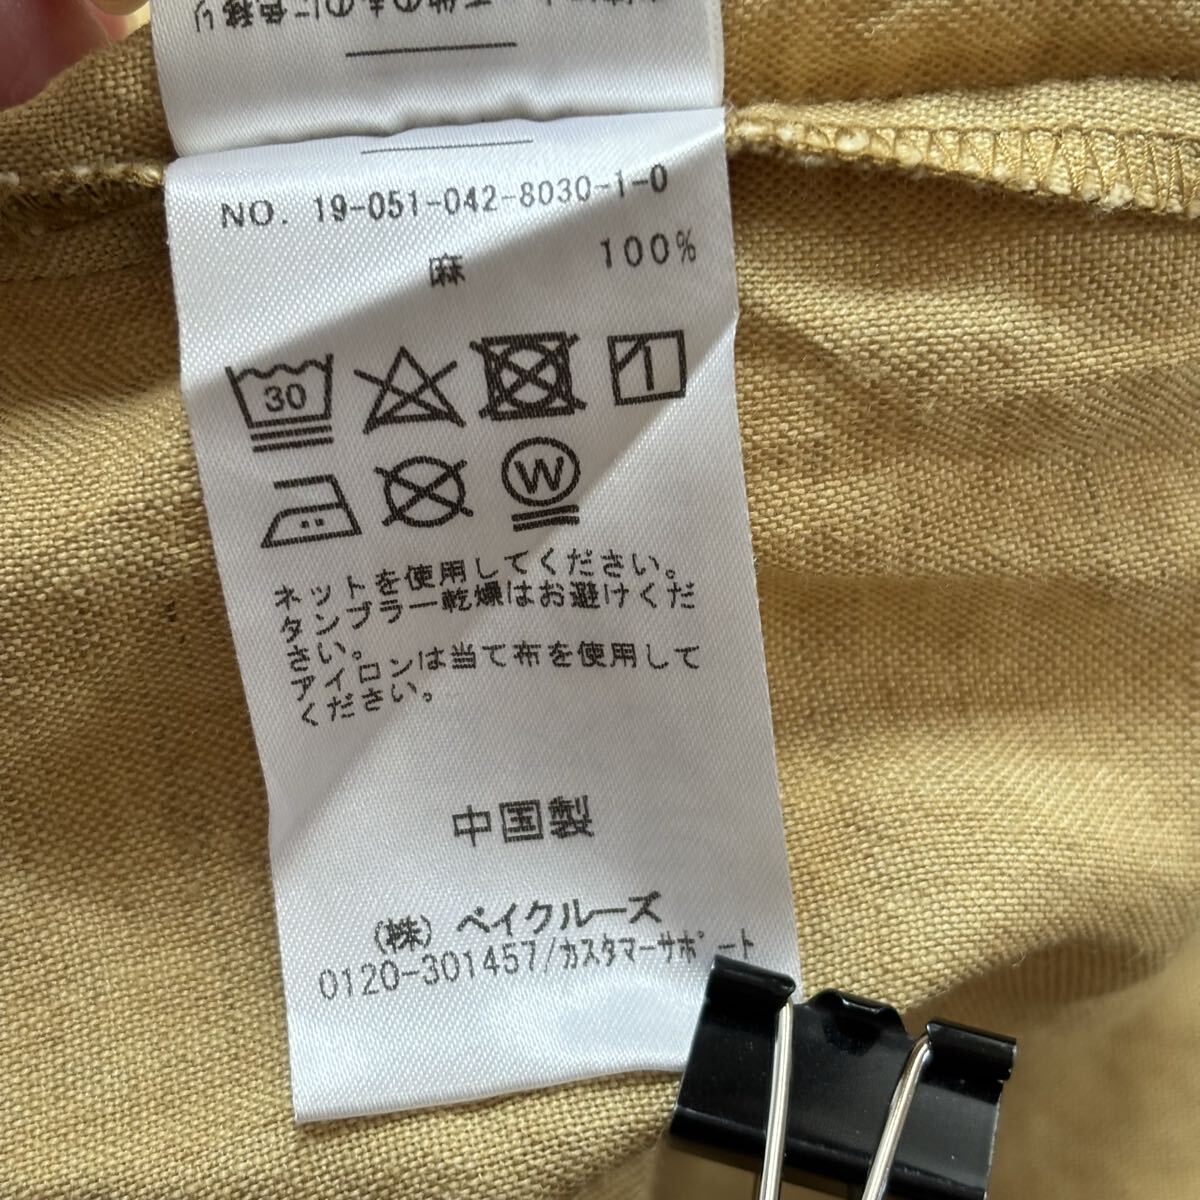 NO. 19-051-042-8030-1-0
麻 100%
30
W
ネットを使用してください。
タンブラー乾燥はお避けくだ
さい。
アイロンは当て布を使用して
ください。
中国製
(株) ベイクルーズ
0120-301457/カスタマーサポート